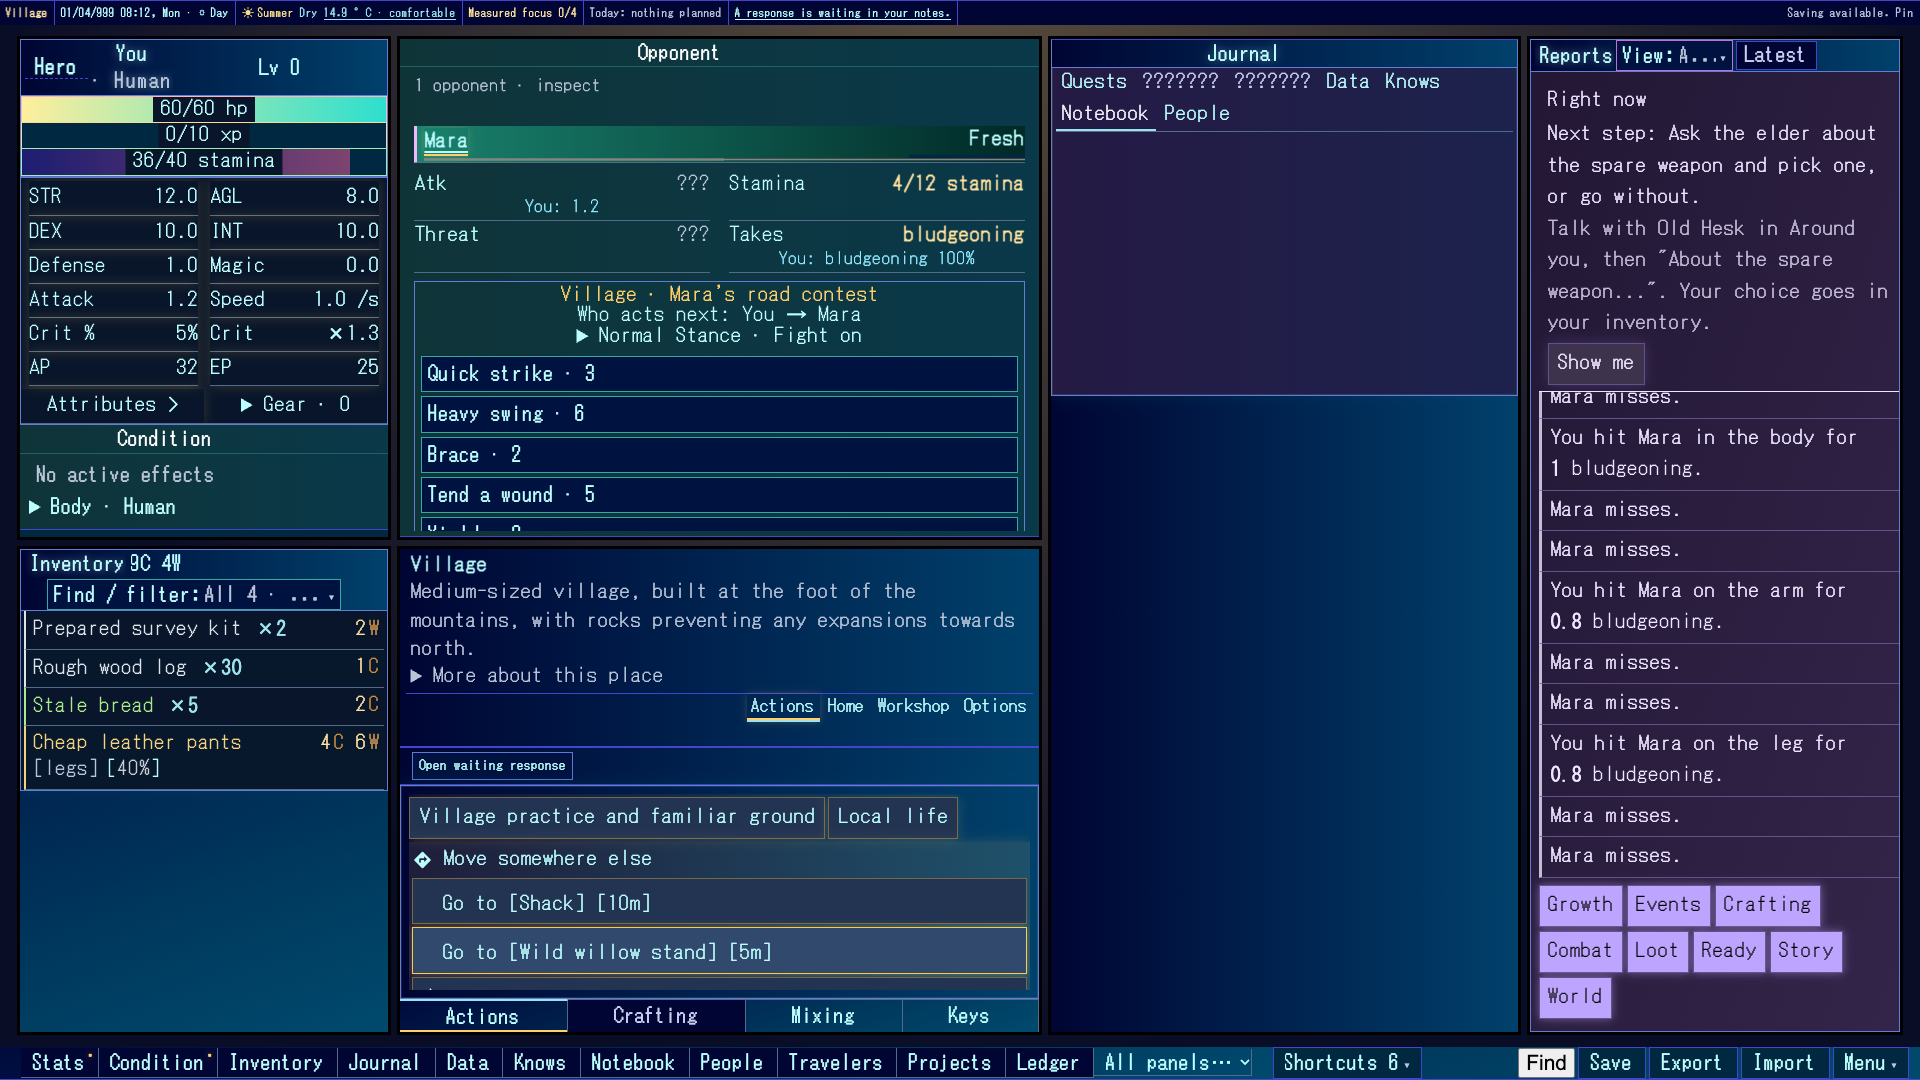 Village 01/04/999 08:12, Mon · ☼ Day ☀ Summer Dry 14.9 ° C · comfortable Measured focus 0/4 Today: nothing planned A response is waiting in your notes. Saving available. Pin
Hero · You Human Lv 0
60/60 hp
0/10 xp
36/40 stamina
STR 12.0 AGL 8.0
DEX 10.0 INT 10.0
Defense 1.0 Magic 0.0
Attack 1.2 Speed 1.0 /s
Crit % 5% Crit ×1.3
AP 32 EP 25
Attributes > ▶ Gear · 0
Condition
No active effects
▶ Body · Human
Inventory 9C 4W
Find / filter: All 4 · ... ▾
Prepared survey kit ×2 2W
Rough wood log ×30 1C
Stale bread ×5 2C
Cheap leather pants 4C 6W
[legs] [40%]
Opponent
1 opponent · inspect
Mara Fresh
Atk ??? Stamina 4/12 stamina
You: 1.2
Threat ??? Takes bludgeoning
You: bludgeoning 100%
Village · Mara's road contest
Who acts next: You → Mara
▶ Normal Stance · Fight on
Quick strike · 3
Heavy swing · 6
Brace · 2
Tend a wound · 5
Village
Medium-sized village, built at the foot of the
mountains, with rocks preventing any expansions towards
north.
▶ More about this place
Actions Home Workshop Options
Open waiting response
Village practice and familiar ground Local life
Move somewhere else
Go to [Shack] [10m]
Go to [Wild willow stand] [5m]
Actions Crafting Mixing Keys
Journal
Quests ??????? ??????? Data Knows
Notebook People
Reports View: A... ▾ Latest
Right now
Next step: Ask the elder about
the spare weapon and pick one,
or go without.
Talk with Old Hesk in Around
you, then "About the spare
weapon...". Your choice goes in
your inventory.
Show me
Mara misses.
You hit Mara in the body for
1 bludgeoning.
Mara misses.
Mara misses.
You hit Mara on the arm for
0.8 bludgeoning.
Mara misses.
Mara misses.
You hit Mara on the leg for
0.8 bludgeoning.
Mara misses.
Mara misses.
Growth Events Crafting
Combat Loot Ready Story
World
Stats Condition Inventory Journal Data Knows Notebook People Travelers Projects Ledger All panels… Shortcuts 6 ▾ Find Save Export Import Menu ▾